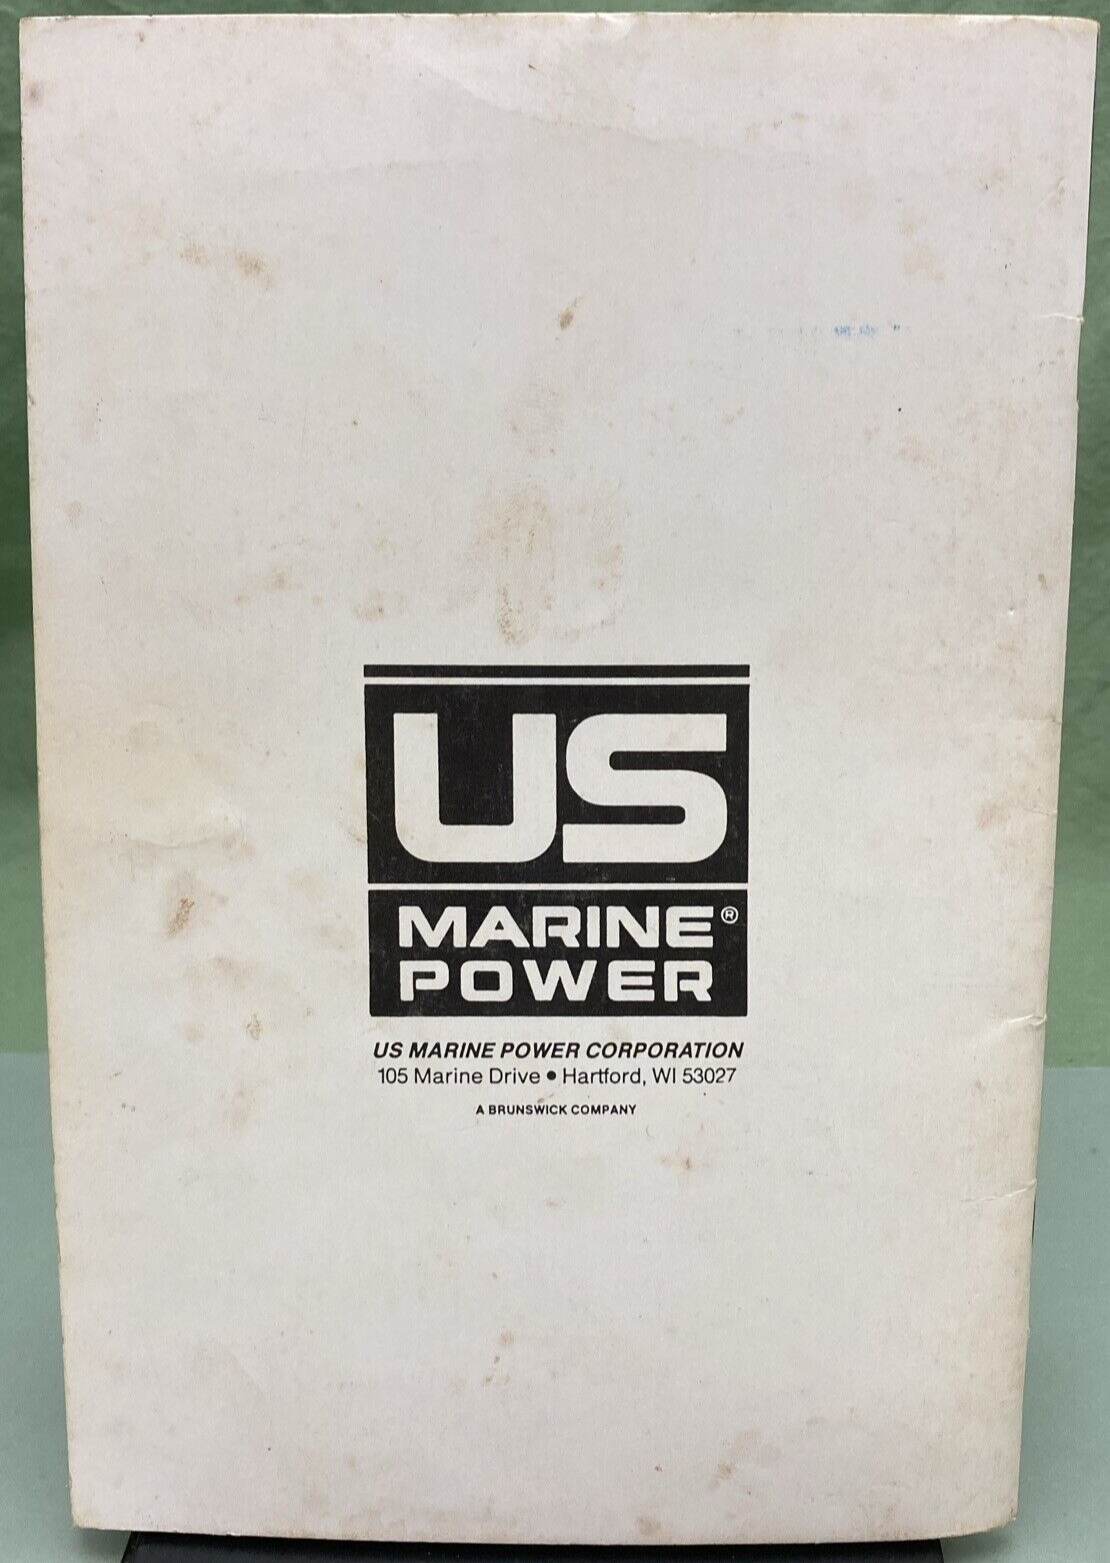 US
MARINE®
POWER
US MARINE POWER CORPORATION
105 Marine Drive • Hartford, WI 53027
A BRUNSWICK COMPANY